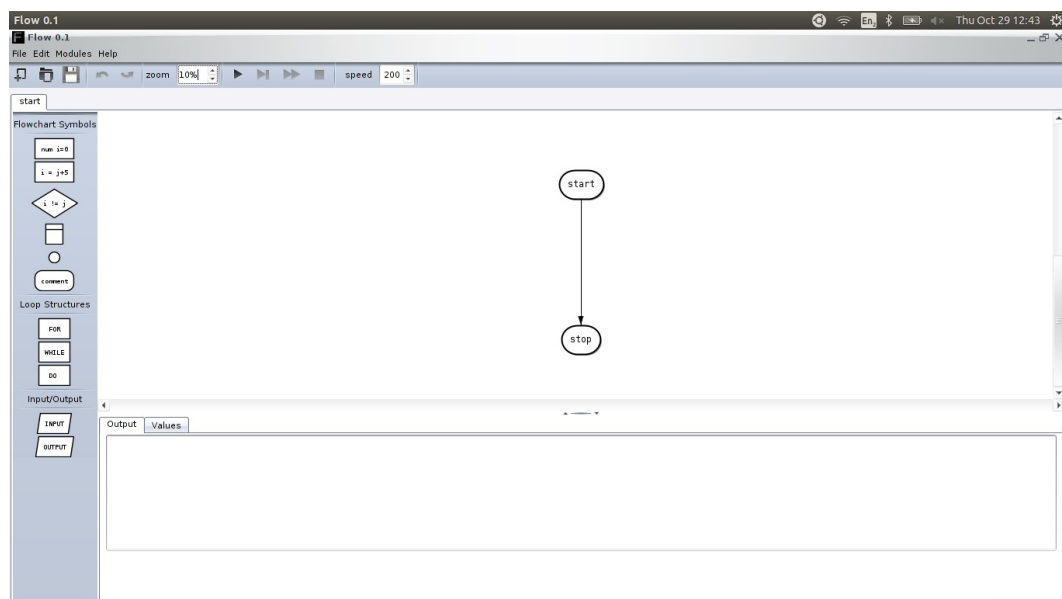 Flow 0.1
En2 Thu Oct 29 12:43
Flow 0.1
File Edit Modules Help
zoom 10% speed 200
start
Flowchart Symbols
num i=0
i = j+5
i != j
comment
Loop Structures
FOR
WHILE
DO
Input/Output
INPUT
OUTPUT
start
stop
Output Values